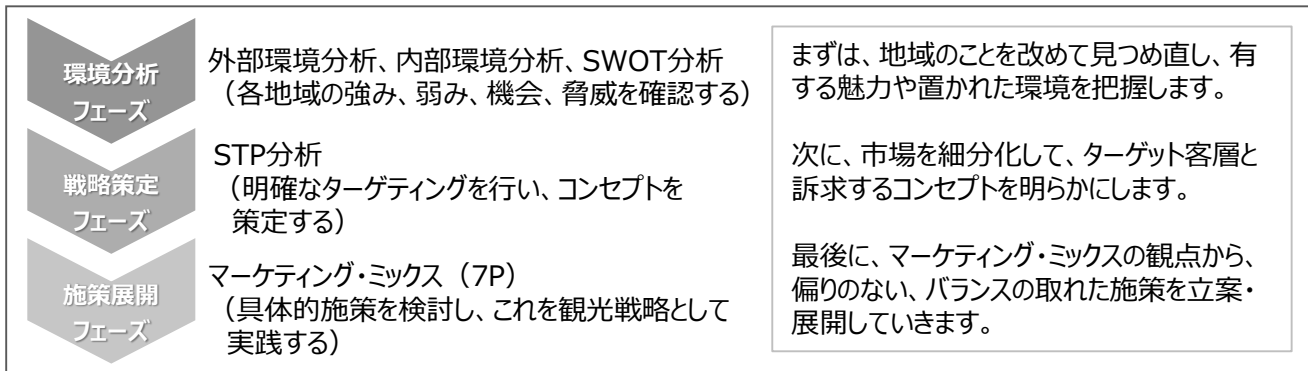 環境分析
フェーズ
外部環境分析、内部環境分析、SWOT分析
（各地域の強み、弱み、機会、脅威を確認する）
まずは、地域のことを改めて見つめ直し、有
する魅力や置かれた環境を把握します。
戦略策定
フェーズ
STP分析
（明確なターゲティングを行い、コンセプトを
策定する）
次に、市場を細分化して、ターゲット客層と
訴求するコンセプトを明らかにします。
施策展開
フェーズ
マーケティング・ミックス（7P）
（具体的施策を検討し、これを観光戦略として
実践する）
最後に、マーケティング・ミックスの観点から、
偏りのない、バランスの取れた施策を立案・
展開していきます。